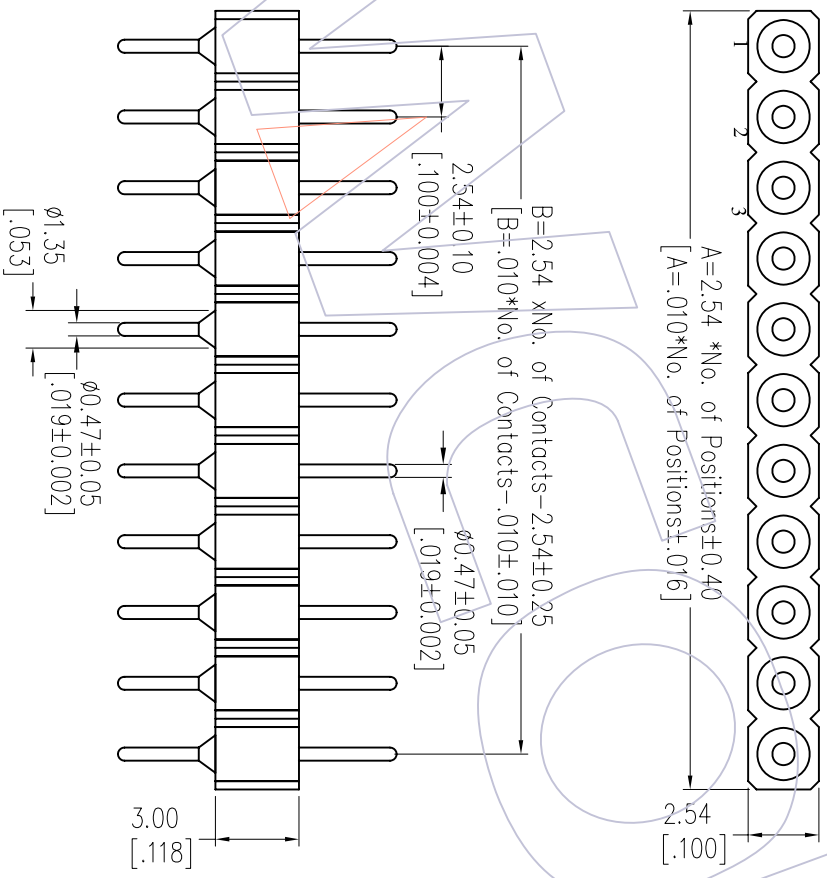 1
2
3
A=2.54 *No. of Positions±0.40
[A=.010*No. of Positions±.016]
B=2.54 xNo. of Contacts-2.54±0.25
[B=.010*No. of Contacts-.010±.010]
2.54±0.10
[.100±0.004]
ø0.47±0.05
[.019±0.002]
ø1.35
[.053]
ø0.47±0.05
[.019±0.002]
3.00
[.118]
2.54
[.100]